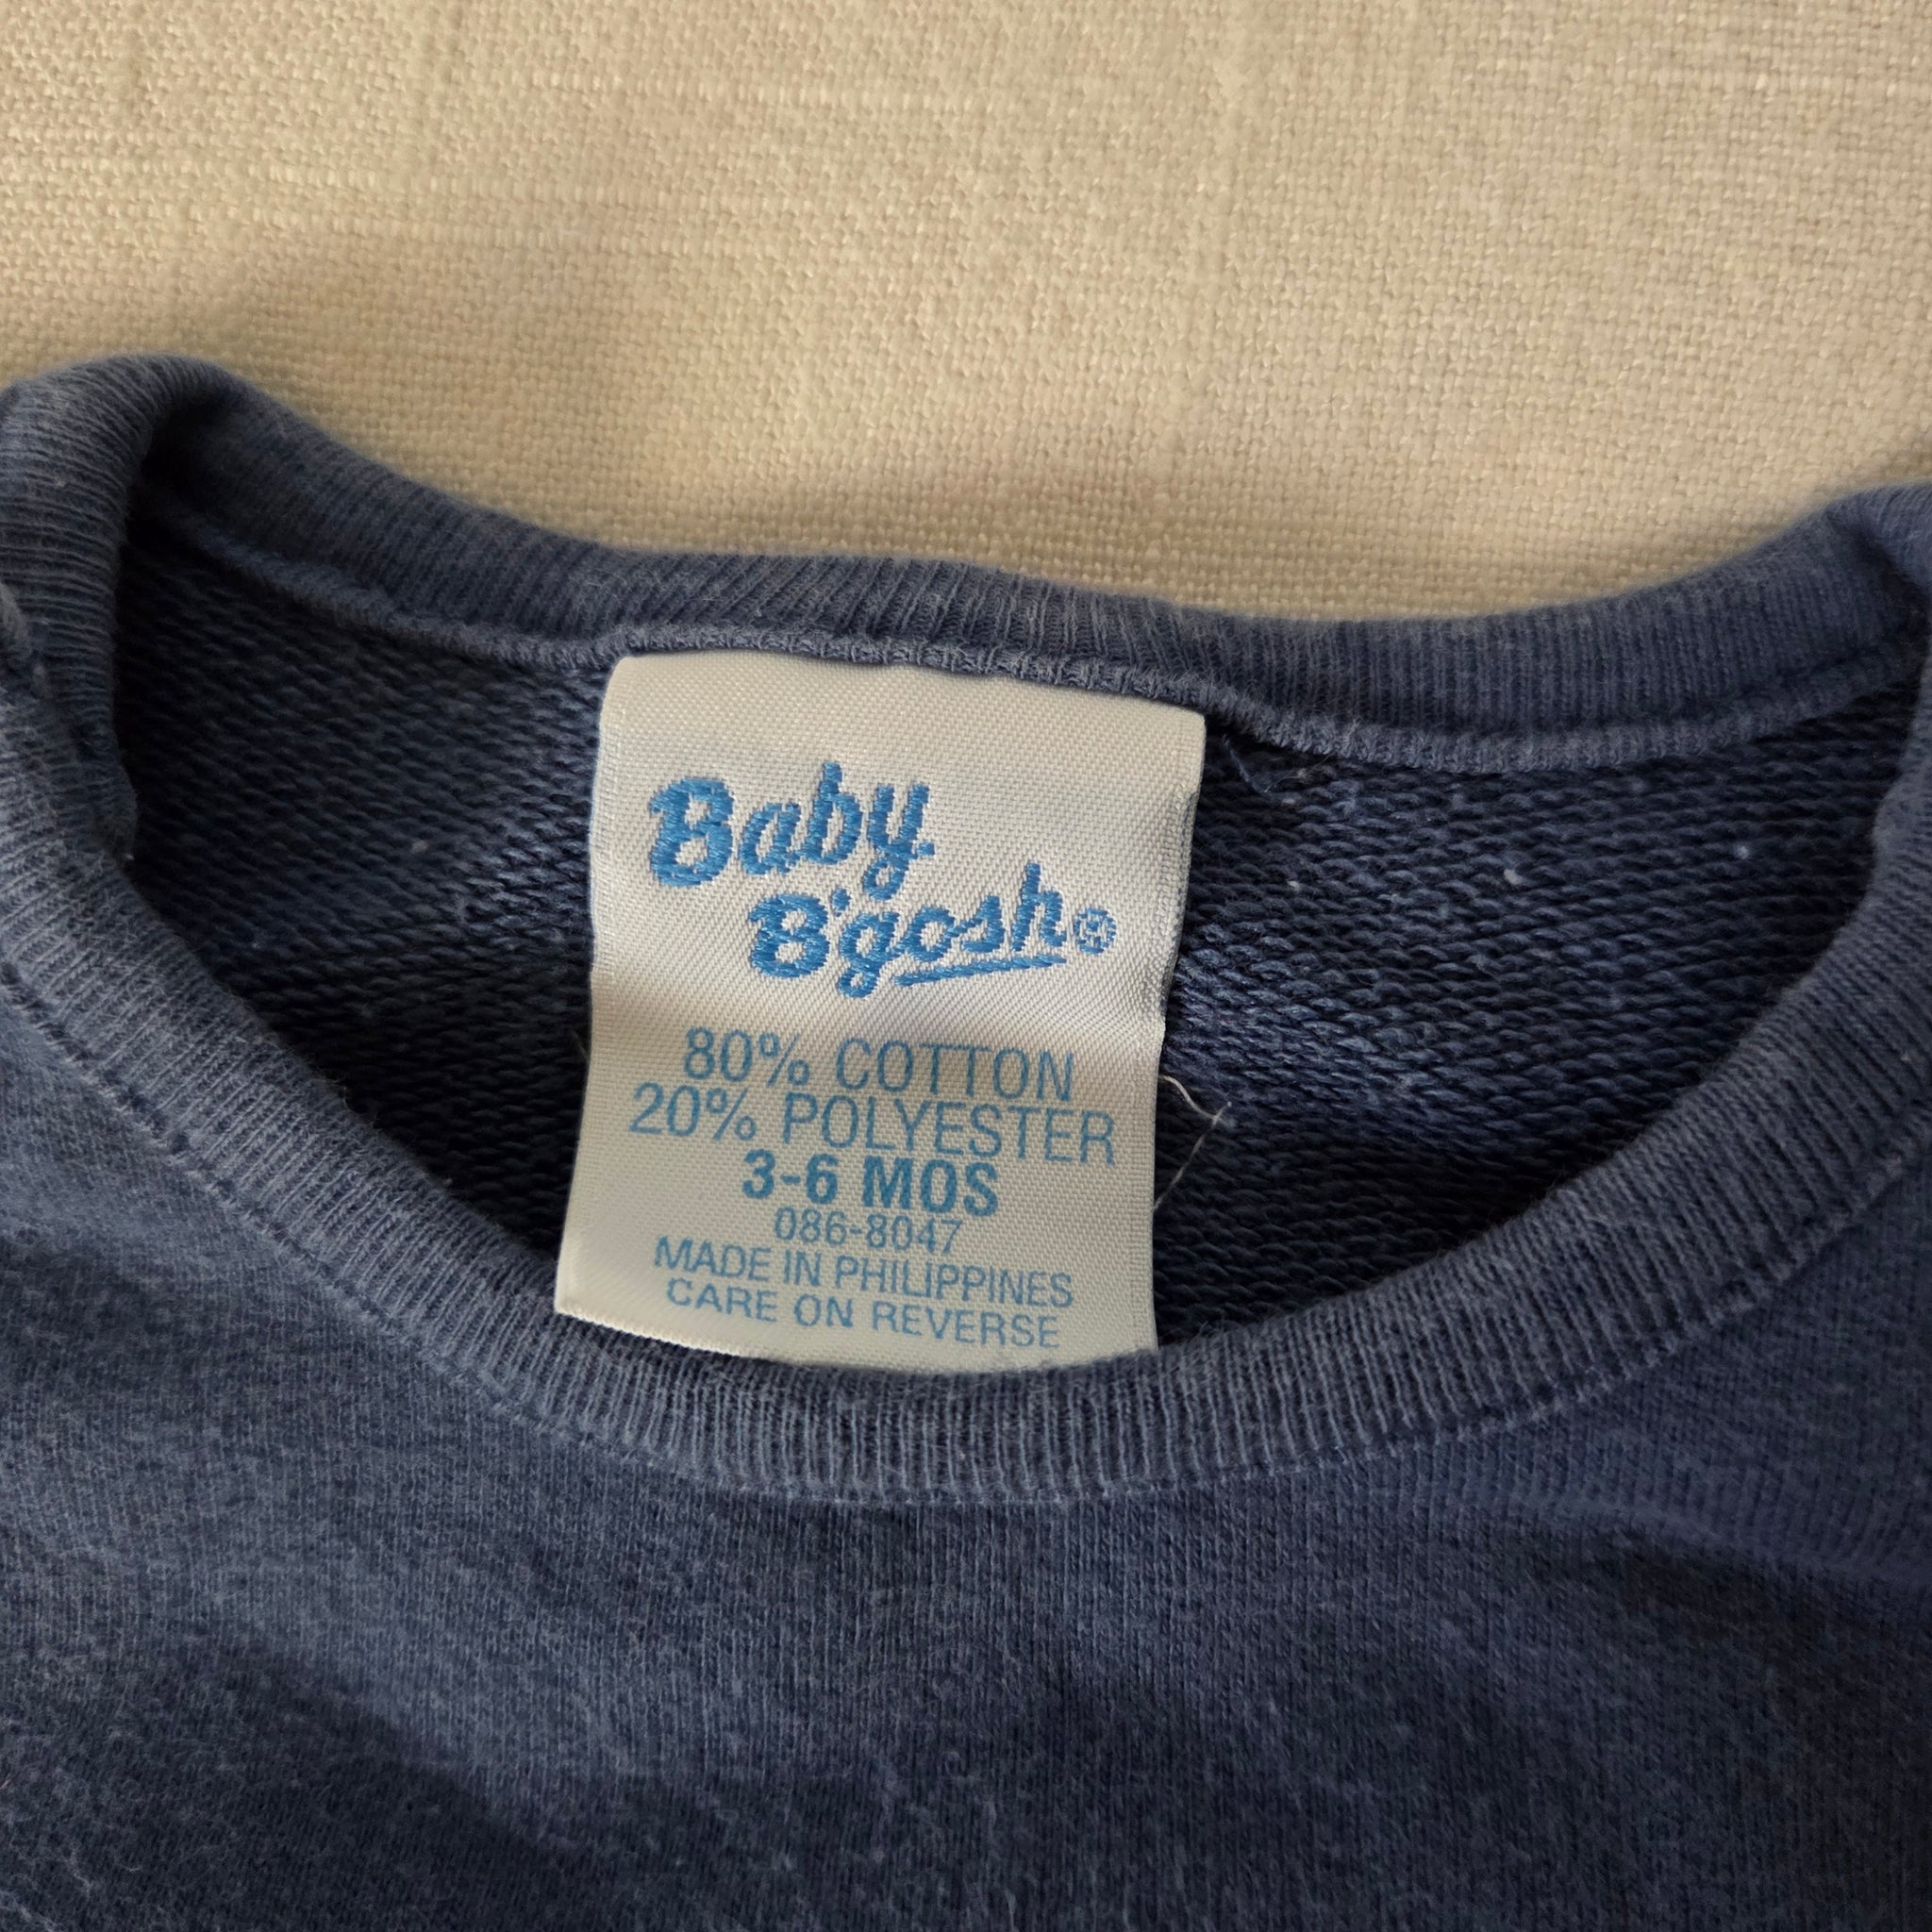 Baby
B'gosh®
80% COTTON
20% POLYESTER
3-6 MOS
086-8047
MADE IN PHILIPPINES
CARE ON REVERSE